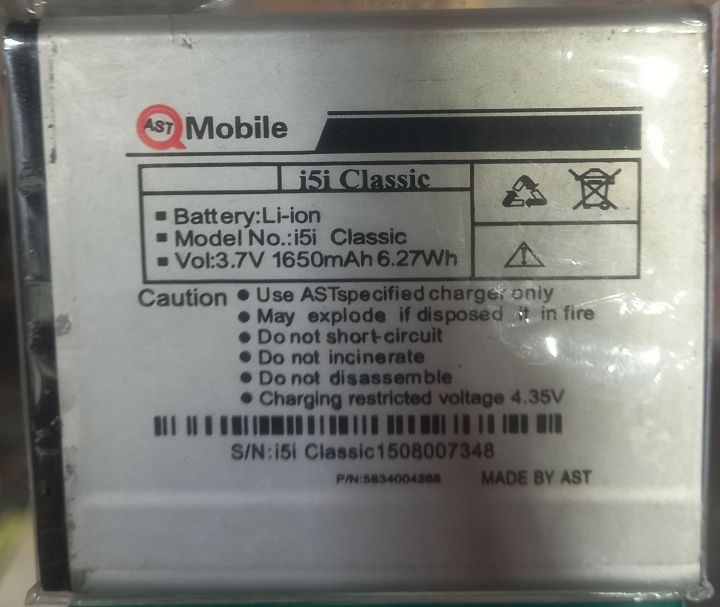 AST Mobile
i5i Classic
Battery:Li-ion
Model No.:i5i Classic
Vol:3.7V 1650mAh 6.27Wh
Caution
Use ASTspecified charger only
May explode if disposed it in fire
Do not short-circuit
Do not incinerate
Do not disassemble
Charging restricted voltage 4.35V
S/N:i5i Classic1508007348
P/N:5834004268 MADE BY AST